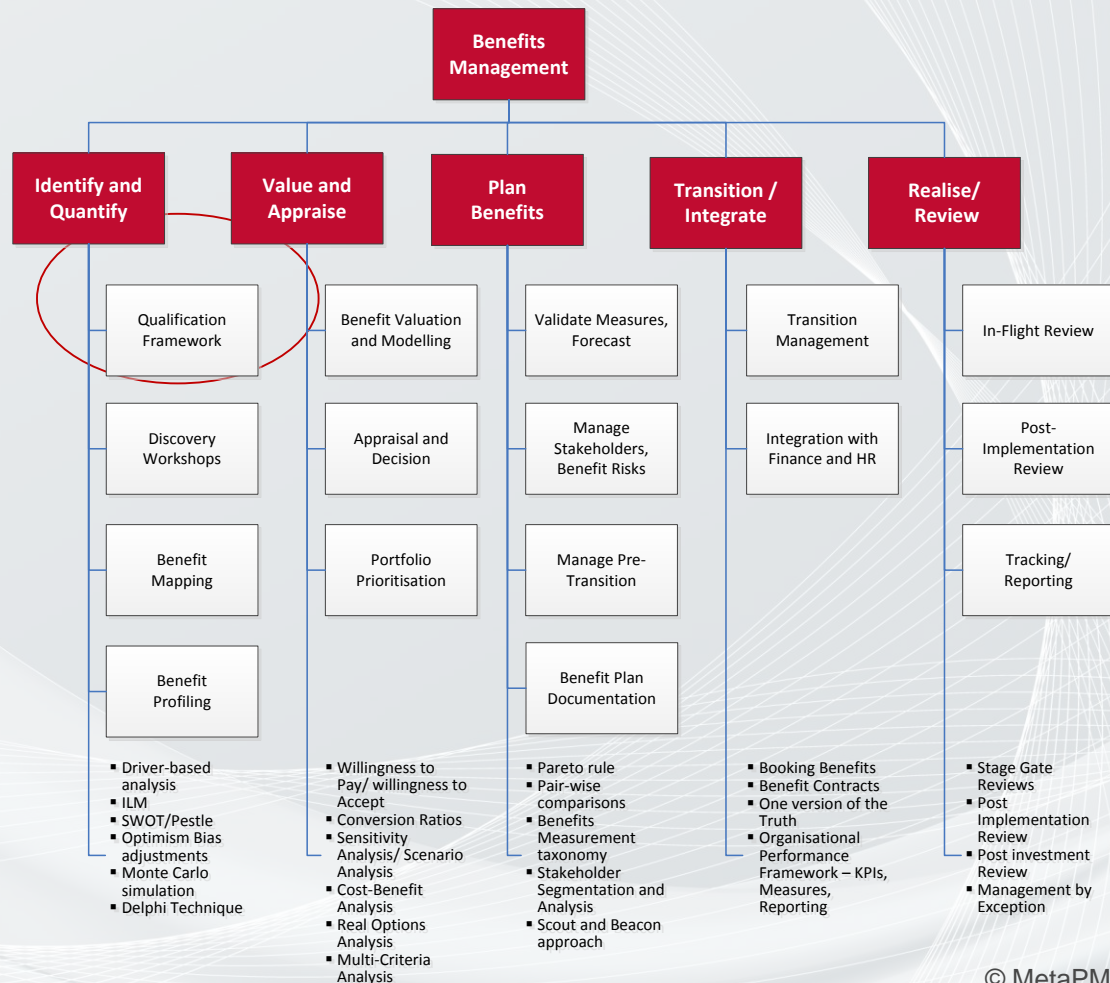 Benefits
Management
Identify and
Quantify
Value and
Appraise
Plan
Benefits
Transition /
Integrate
Realise/
Review
Qualification
Framework
Discovery
Workshops
Benefit
Mapping
Benefit
Profiling
▪ Driver-based
analysis
▪ ILM
▪ SWOT/Pestle
▪ Optimism Bias
adjustments
▪ Monte Carlo
simulation
▪ Delphi Technique
Benefit Valuation
and Modelling
Appraisal and
Decision
Portfolio
Prioritisation
▪ Willingness to
Pay/ willingness to
Accept
▪ Conversion Ratios
▪ Sensitivity
Analysis/ Scenario
Analysis
▪ Cost-Benefit
Analysis
▪ Real Options
Analysis
▪ Multi-Criteria
Analysis
Validate Measures,
Forecast
Manage
Stakeholders,
Benefit Risks
Manage Pre-
Transition
Benefit Plan
Documentation
▪ Pareto rule
▪ Pair-wise
comparisons
▪ Benefits
Measurement
taxonomy
▪ Stakeholder
Segmentation and
Analysis
▪ Scout and Beacon
approach
Transition
Management
Integration with
Finance and HR
▪ Booking Benefits
▪ Benefit Contracts
▪ One version of the
Truth
▪ Organisational
Performance
Framework – KPIs,
Measures,
Reporting
In-Flight Review
Post-
Implementation
Review
Tracking/
Reporting
▪ Stage Gate
Reviews
▪ Post
Implementation
Review
▪ Post investment
Review
▪ Management by
Exception
© MetaPM